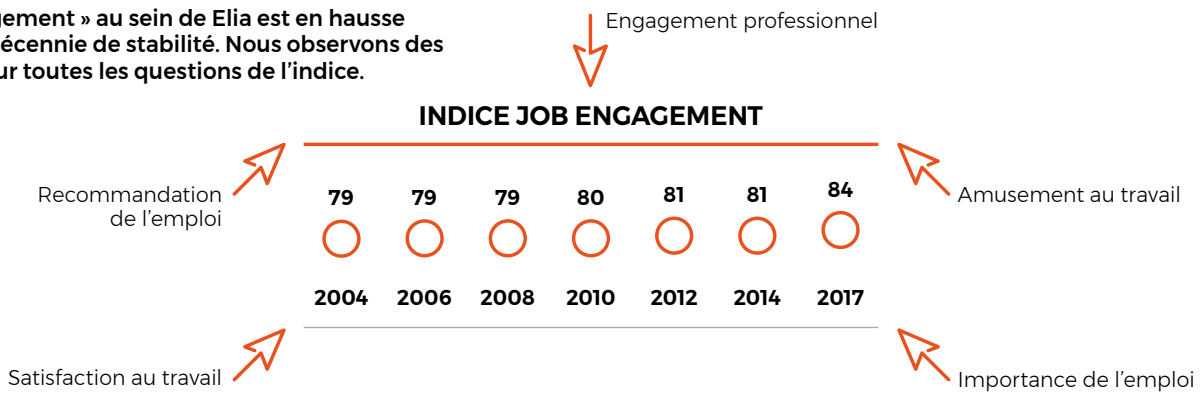 gement » au sein de Elia est en hausse
écennie de stabilité. Nous observons des
ur toutes les questions de l’indice.
Engagement professionnel
INDICE JOB ENGAGEMENT
Recommandation
de l’emploi
79 79 79 80 81 81 84
Amusement au travail
2004 2006 2008 2010 2012 2014 2017
Satisfaction au travail
Importance de l’emploi